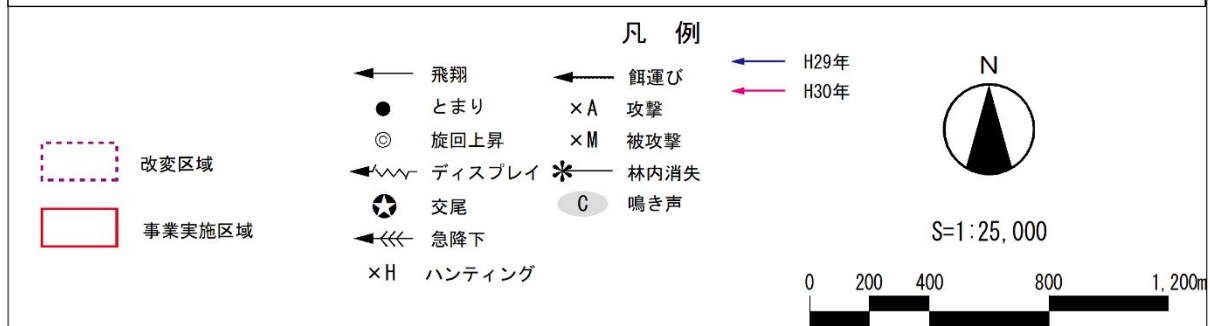 凡 例
改変区域
事業実施区域
飛翔
とまり
旋回上昇
ディスプレイ
交尾
急降下
×H ハンティング
餌運び
×A 攻撃
×M 被攻撃
林内消失
C 鳴き声
H29年
H30年
N
S=1:25,000
0 200 400 800 1,200m